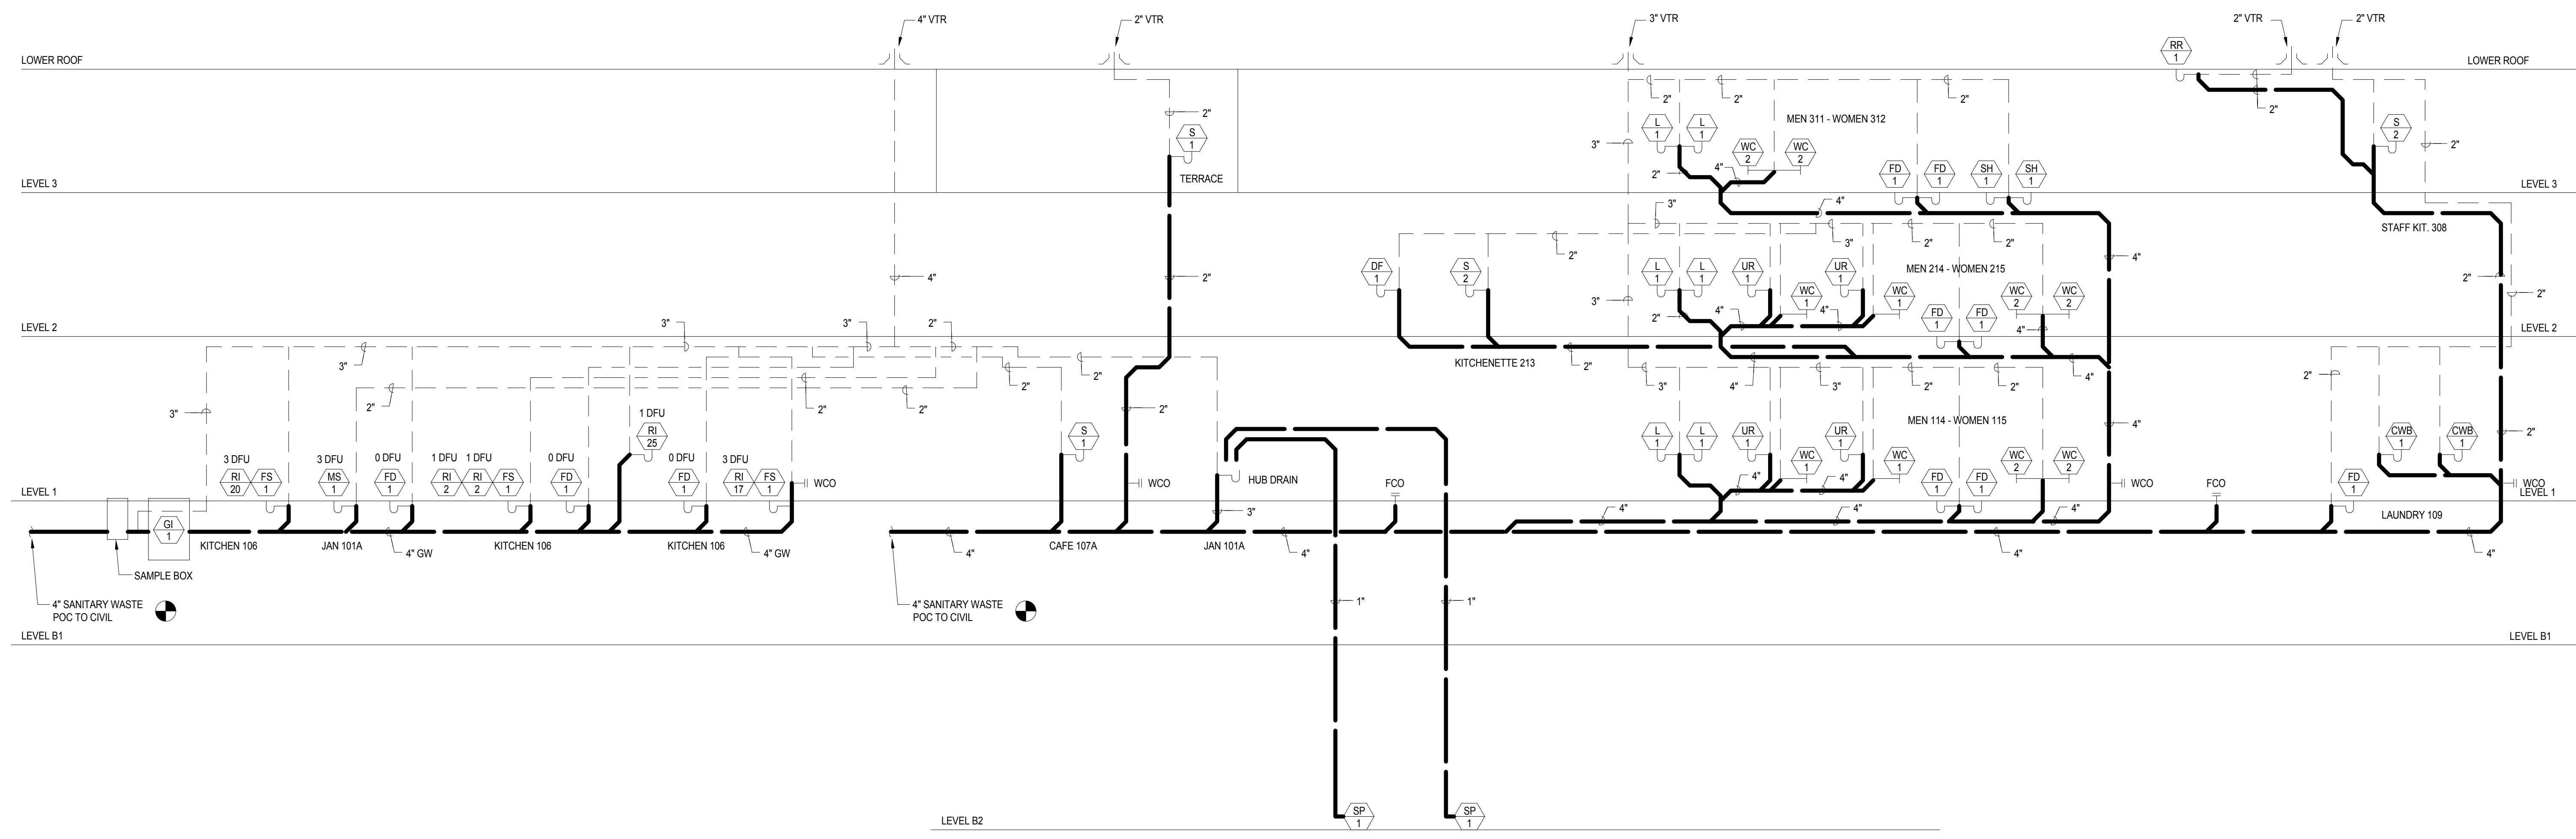 4" VTR
2" VTR
3" VTR
2" VTR
2" VTR
LOWER ROOF
RR
1
LOWER ROOF
2"
2"
2"
2"
2"
2"
S
1
L
1
L
1
MEN 311 - WOMEN 312
S
2
3"
WC
2
WC
2
2"
TERRACE
2"
4"
FD
1
FD
1
SH
1
SH
1
LEVEL 3
LEVEL 3
3"
4"
STAFF KIT. 308
3"
2"
2"
2"
4"
2"
DF
1
S
2
L
1
L
1
UR
1
UR
1
MEN 214 - WOMEN 215
4"
2"
2"
3"
WC
1
WC
1
WC
2
WC
2
2"
4"
4"
FD
1
FD
1
4"
LEVEL 2
3"
3"
2"
LEVEL 2
3"
2"
KITCHENETTE 213
2"
2"
2"
3"
4"
3"
2"
2"
4"
2"
3"
2"
2"
2"
2"
MEN 114 - WOMEN 115
4"
1 DFU
RI
25
S
1
L
1
L
1
UR
1
UR
1
CWB
1
CWB
1
2"
3 DFU
3 DFU
0 DFU
1 DFU
1 DFU
0 DFU
0 DFU
3 DFU
RI
20
FS
1
MS
1
FD
1
RI
2
RI
2
FS
1
FD
1
FD
1
RI
17
FS
1
WCO
WCO
HUB DRAIN
FCO
4"
WC
1
4"
WC
1
FD
1
FD
1
WC
2
WC
2
WCO
FCO
FD
1
WCO
LEVEL 1
LEVEL 1
3"
4"
4"
4"
LAUNDRY 109
GI
1
KITCHEN 106
JAN 101A
4" GW
KITCHEN 106
KITCHEN 106
4" GW
4"
CAFE 107A
JAN 101A
4"
4"
4"
SAMPLE BOX
4" SANITARY WASTE
POC TO CIVIL
4" SANITARY WASTE
POC TO CIVIL
1"
1"
LEVEL B1
LEVEL B1
SP
1
SP
1
LEVEL B2